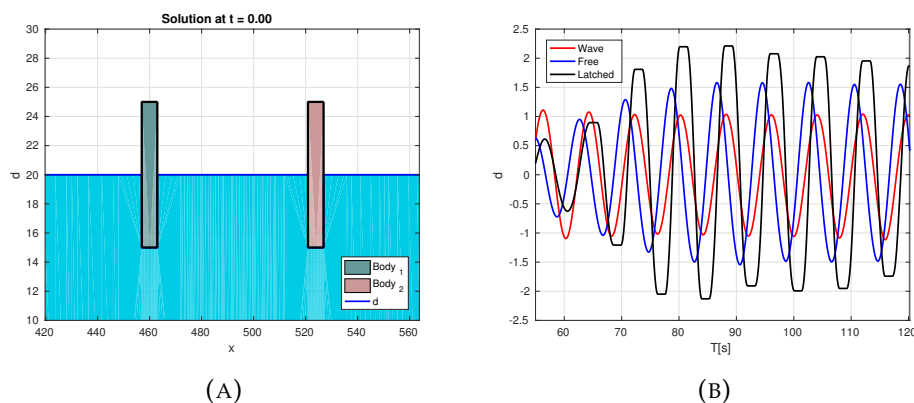 Solution at t = 0.00
30
28
26
24
22
20
18
16
14
12
10
d
420
440
460
480
500
520
540
560
x
Body 1
Body 2
d
(A)
2.5
2
1.5
1
0.5
0
-0.5
-1
-1.5
-2
-2.5
d
60
70
80
90
100
110
120
T[s]
Wave
Free
Latched
(B)